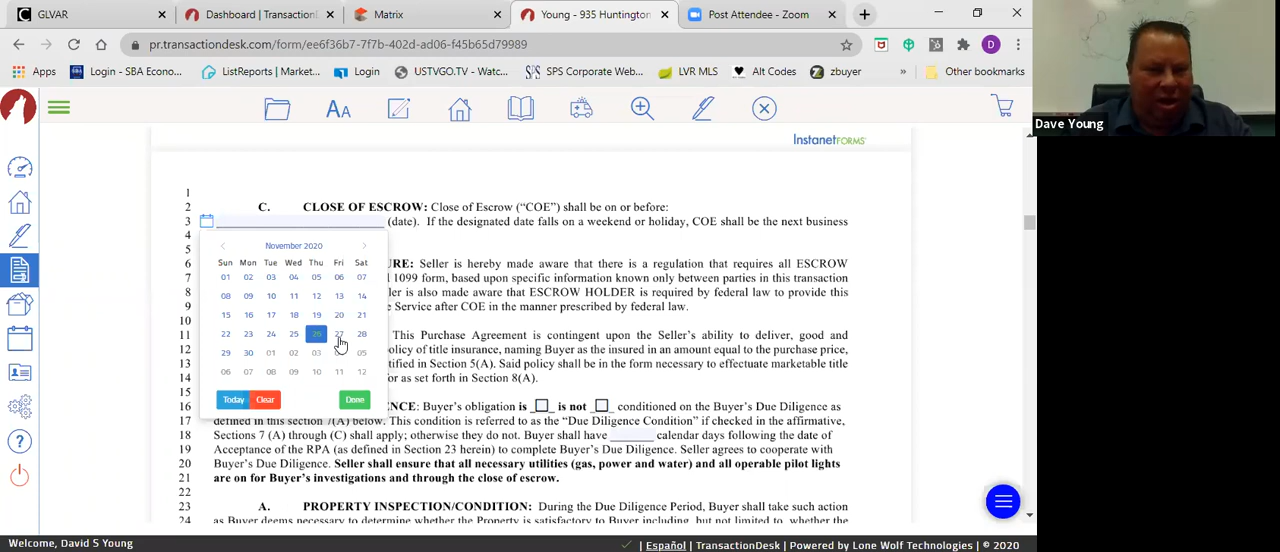 GLVAR
Dashboard | TransactionDesk
Matrix
Young - 935 Huntington
Post Attendee - Zoom
pr.transactiondesk.com/form/ee6f36b7-7f7b-402d-ad06-f45b65d79989
D
Apps
Login - SBA Econo...
ListReports | Market...
Login
USTVGO.TV - Watc...
SPS Corporate Web...
LVR MLS
Alt Codes
zbuyer
»
Other bookmarks
Dave Young
InstanetFORMS
1
2 C. CLOSE OF ESCROW: Close of Escrow ("COE") shall be on or before:
3 (date). If the designated date falls on a weekend or holiday, COE shall be the next business
4
5
6 URE: Seller is hereby made aware that there is a regulation that requires all ESCROW
7 1099 form, based upon specific information known only between parties in this transaction
8 ler is also made aware that ESCROW HOLDER is required by federal law to provide this
9 e Service after COE in the manner prescribed by federal law.
10
11 This Purchase Agreement is contingent upon the Seller's ability to deliver, good and
12 olicy of title insurance, naming Buyer as the insured in an amount equal to the purchase price,
13 tified in Section 5(A). Said policy shall be in the form necessary to effectuate marketable title
14 or as set forth in Section 8(A).
November 2020
Sun Mon Tue Wed Thu Fri Sat
01 02 03 04 05 06 07
08 09 10 11 12 13 14
15 16 17 18 19 20 21
22 23 24 25 26 27 28
29 30 01 02 03 05
06 07 08 09 10 11 12
Today Clear Done
16 ENCE: Buyer's obligation is _ _ is not _ _ conditioned on the Buyer's Due Diligence as
17 defined in this section 7(A) below. This condition is referred to as the "Due Diligence Condition" if checked in the affirmative,
18 Sections 7 (A) through (C) shall apply; otherwise they do not. Buyer shall have ______ calendar days following the date of
19 Acceptance of the RPA (as defined in Section 23 herein) to complete Buyer's Due Diligence. Seller agrees to cooperate with
20 Buyer's Due Diligence. Seller shall ensure that all necessary utilities (gas, power and water) and all operable pilot lights
21 are on for Buyer's investigations and through the close of escrow.
22
23 A. PROPERTY INSPECTION/CONDITION: During the Due Diligence Period, Buyer shall take such action
24 as Buyer deems necessary to determine whether the Property is satisfactory to Buyer including, but not limited to, whether the
Welcome, David S Young
Español | TransactionDesk | Powered by Lone Wolf Technologies | © 2020